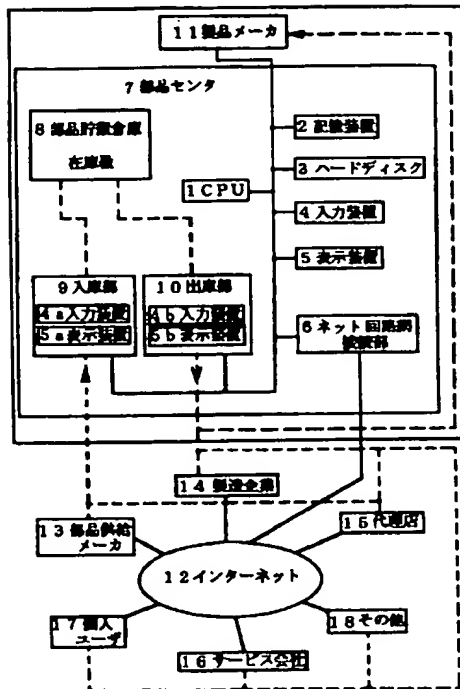 11製品メーカ
7部品センタ
8部品貯蔵倉庫
在庫数
2記憶装置
3ハードディスク
1CPU
4入力装置
5表示装置
9入庫部
4a入力装置
5a表示装置
10出庫部
4b入力装置
5b表示装置
6ネット回路網
接続部
14製造企業
13部品供給
メーカ
15代理店
12インターネット
17個人
ユーザ
18その他
16サービス会社